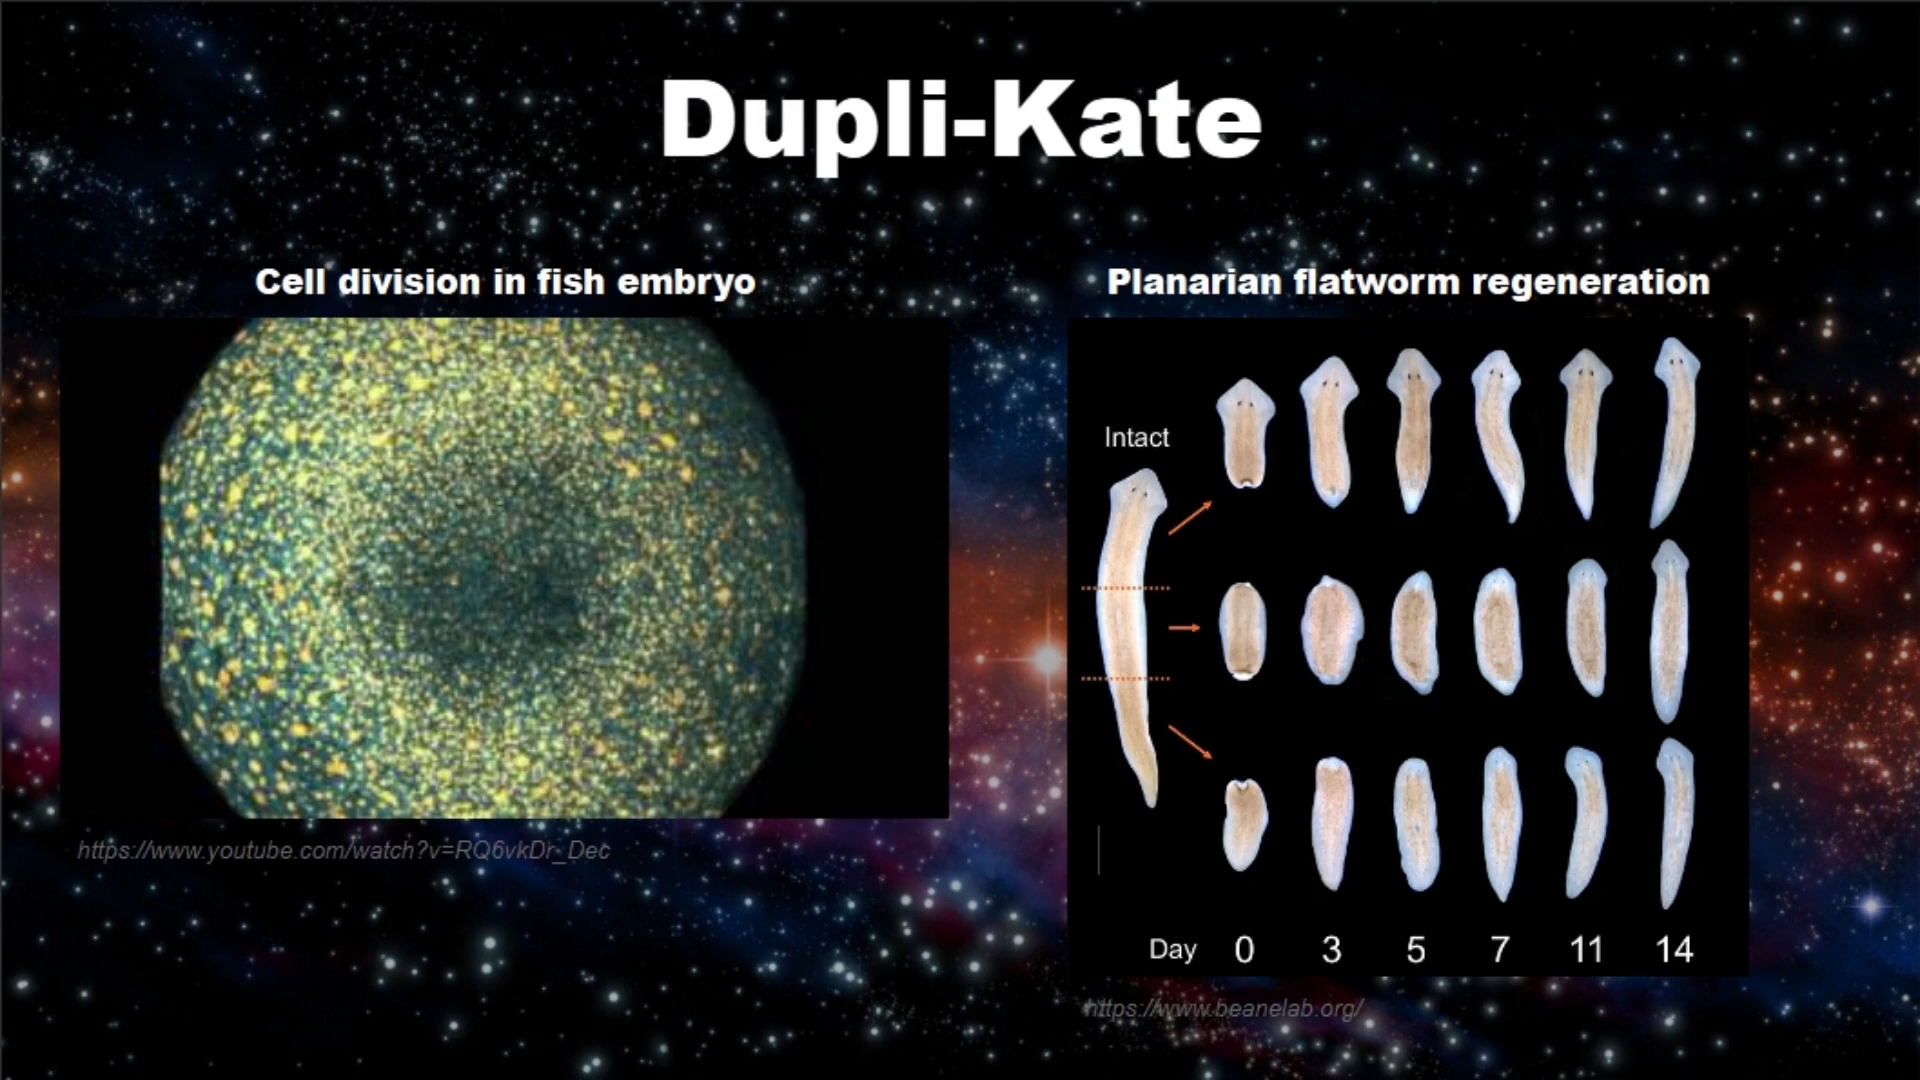 Dupli-Kate
Cell division in fish embryo
https://www.youtube.com/watch?v=RQ6vkDr_Dec
Planarian flatworm regeneration
Intact
Day 0 3 5 7 11 14
https://www.beanelab.org/